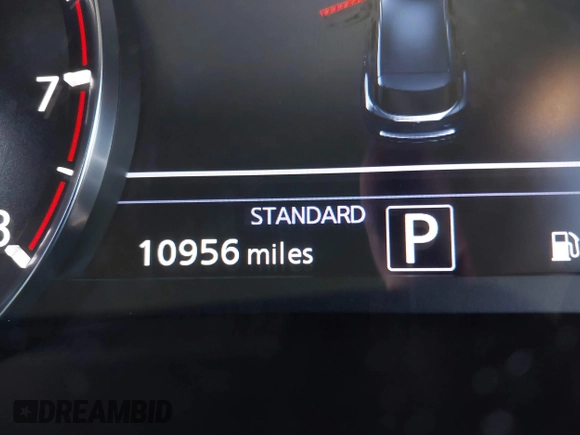 7
8
STANDARD
10956 miles
P
DREAMBID